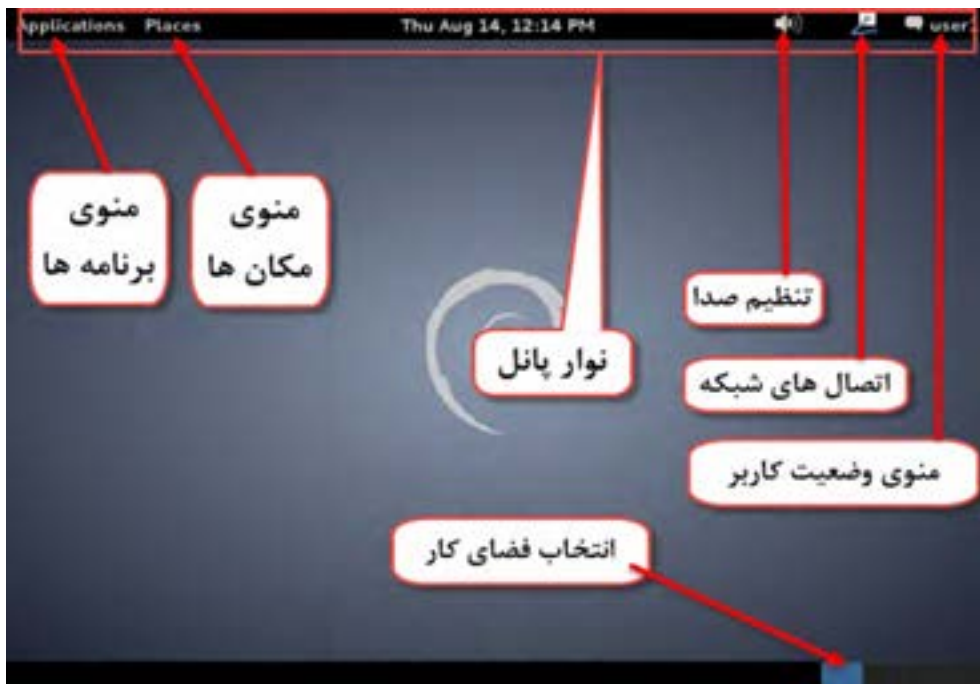 Applications Places Thu Aug 14, 12:14 PM user1
منوی
برنامه ها
منوی
مکان ها
تنظیم صدا
نوار پانل
اتصال های شبکه
منوی وضعیت کاربر
انتخاب فضای کار